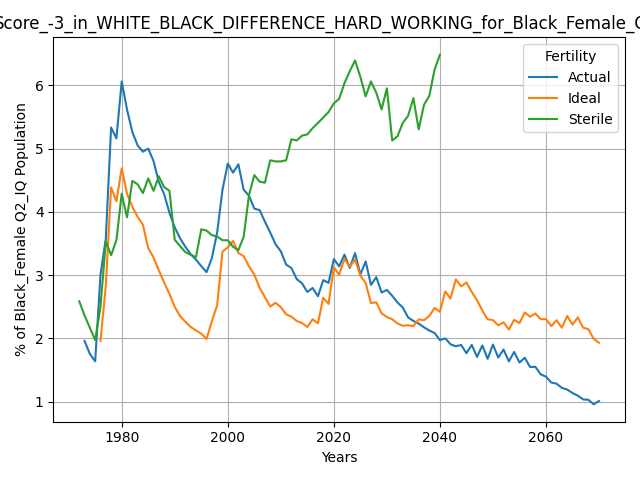 Score_-3_in_WHITE_BLACK_DIFFERENCE_HARD_WORKING_for_Black_Female_
Fertility
Actual
Ideal
Sterile
% of Black_Female Q2_IQ Population
6
5
4
3
2
1
1980
2000
2020
2040
2060
Years